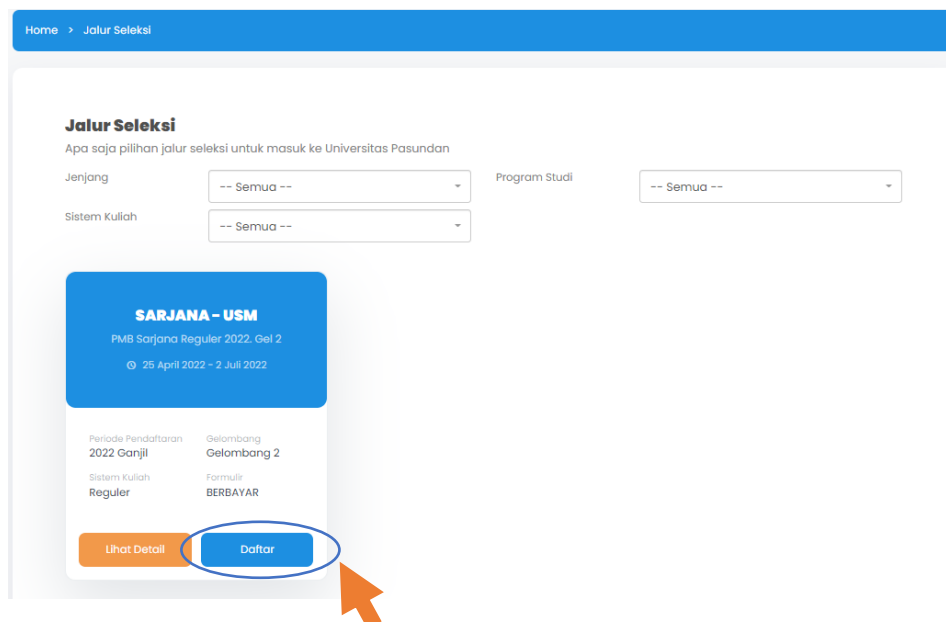 Home > Jalur Seleksi
Jalur Seleksi
Apa saja pilihan jalur seleksi untuk masuk ke Universitas Pasundan
Jenjang
-- Semua --
Program Studi
-- Semua --
Sistem Kuliah
-- Semua --
SARJANA - USM
PMB Sarjana Reguler 2022. Gel 2
25 April 2022 - 2 Juli 2022
Periode Pendaftaran
2022 Ganjil
Gelombang
Gelombang 2
Sistem Kuliah
Reguler
Formulir
BERBAYAR
Lihat Detail
Daftar